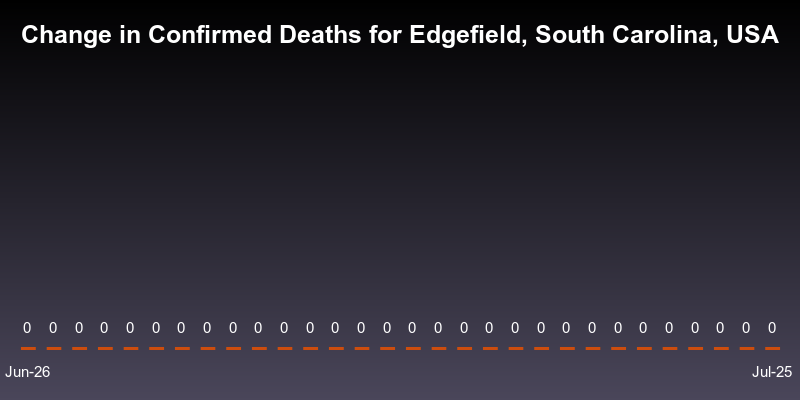 Change in Confirmed Deaths for Edgefield, South Carolina, USA
0 0 0 0 0 0 0 0 0 0 0 0 0 0 0 0 0 0 0 0 0 0 0 0 0 0 0 0 0 0
Jun-26 Jul-25